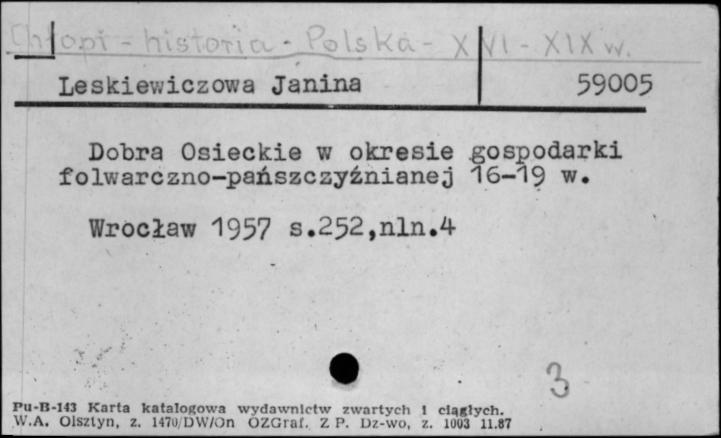 Chłopi - historia - Polska - XVI - XIX w.
Leskiewiczowa Janina 59005
Dobra Osieckie w okresie gospodarki
folwarczno-pańszczyźnianej 16-19 w.
Wrocław 1957 s.252,nln.4
3
Pu-B-143 Karta katalogowa wydawnictw zwartych i ciągłych.
W.A. Olsztyn, z. 1470/DW/On OZGraf. Z P. Dz-wo, z. 1003 11.87